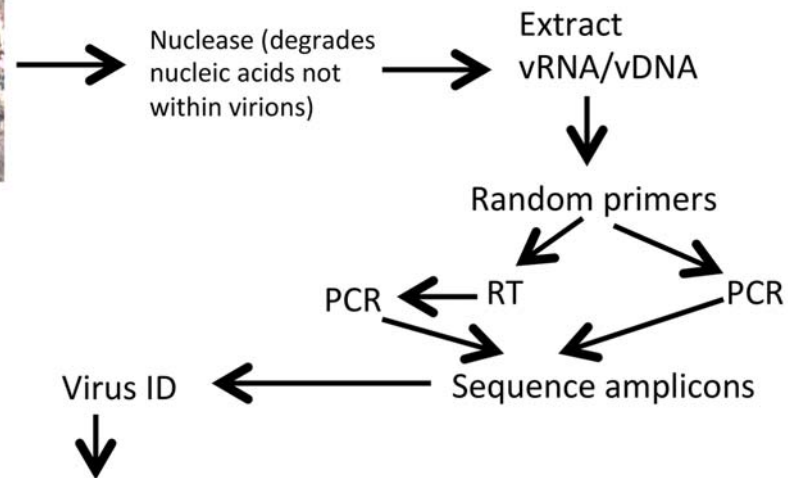 Nuclease (degrades
nucleic acids not
within virions)
Extract
vRNA/vDNA
Random primers
PCR
RT
PCR
Virus ID
Sequence amplicons